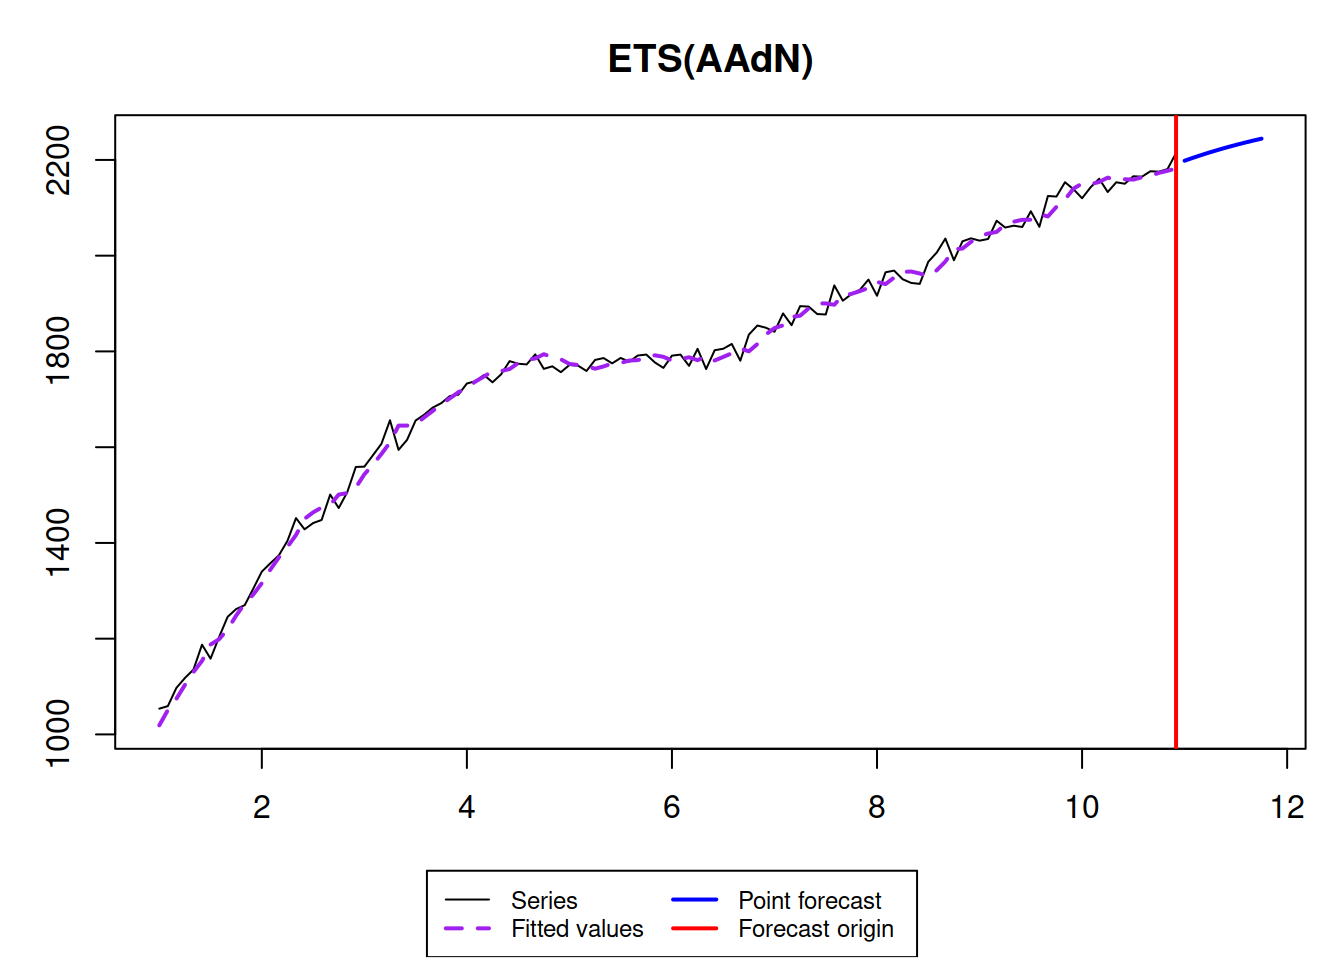 ETS(AAdN)
2200
1800
1400
1000
2 4 6 8 10 12
Series Point forecast
Fitted values Forecast origin